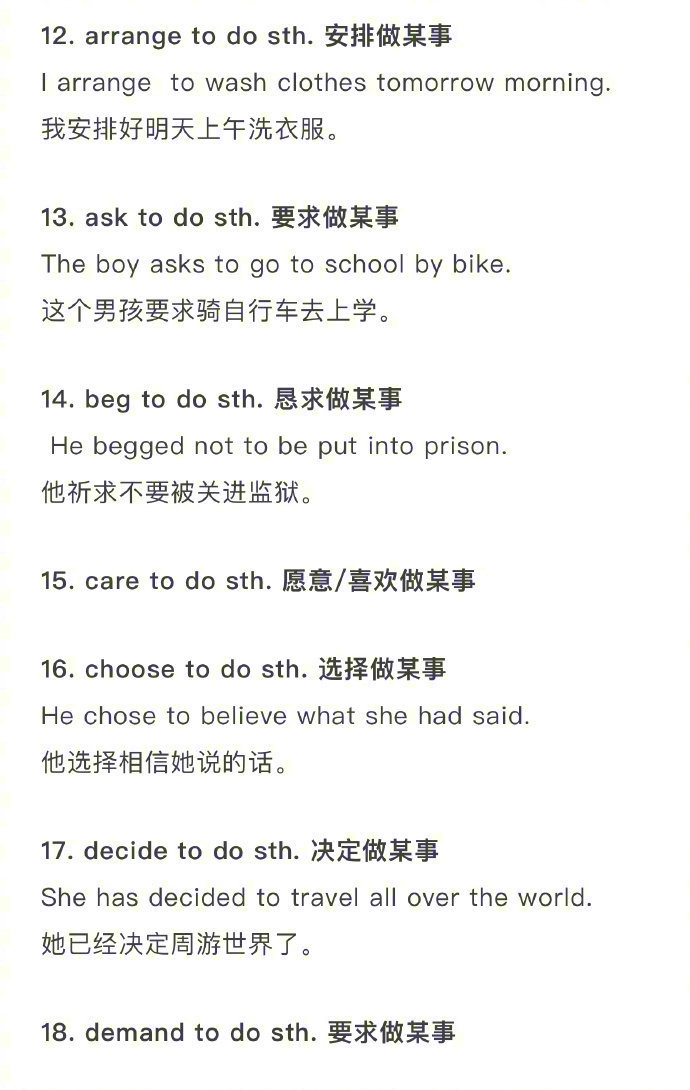 12. arrange to do sth. 安排做某事
I arrange  to wash clothes tomorrow morning.
我安排好明天上午洗衣服。
13. ask to do sth. 要求做某事
The boy asks to go to school by bike.
这个男孩要求骑自行车去上学。
14. beg to do sth. 恳求做某事
He begged not to be put into prison.
他祈求不要被关进监狱。
15. care to do sth. 愿意/喜欢做某事
16. choose to do sth. 选择做某事
He chose to believe what she had said.
他选择相信她说的话。
17. decide to do sth. 决定做某事
She has decided to travel all over the world.
她已经决定周游世界了。
18. demand to do sth. 要求做某事